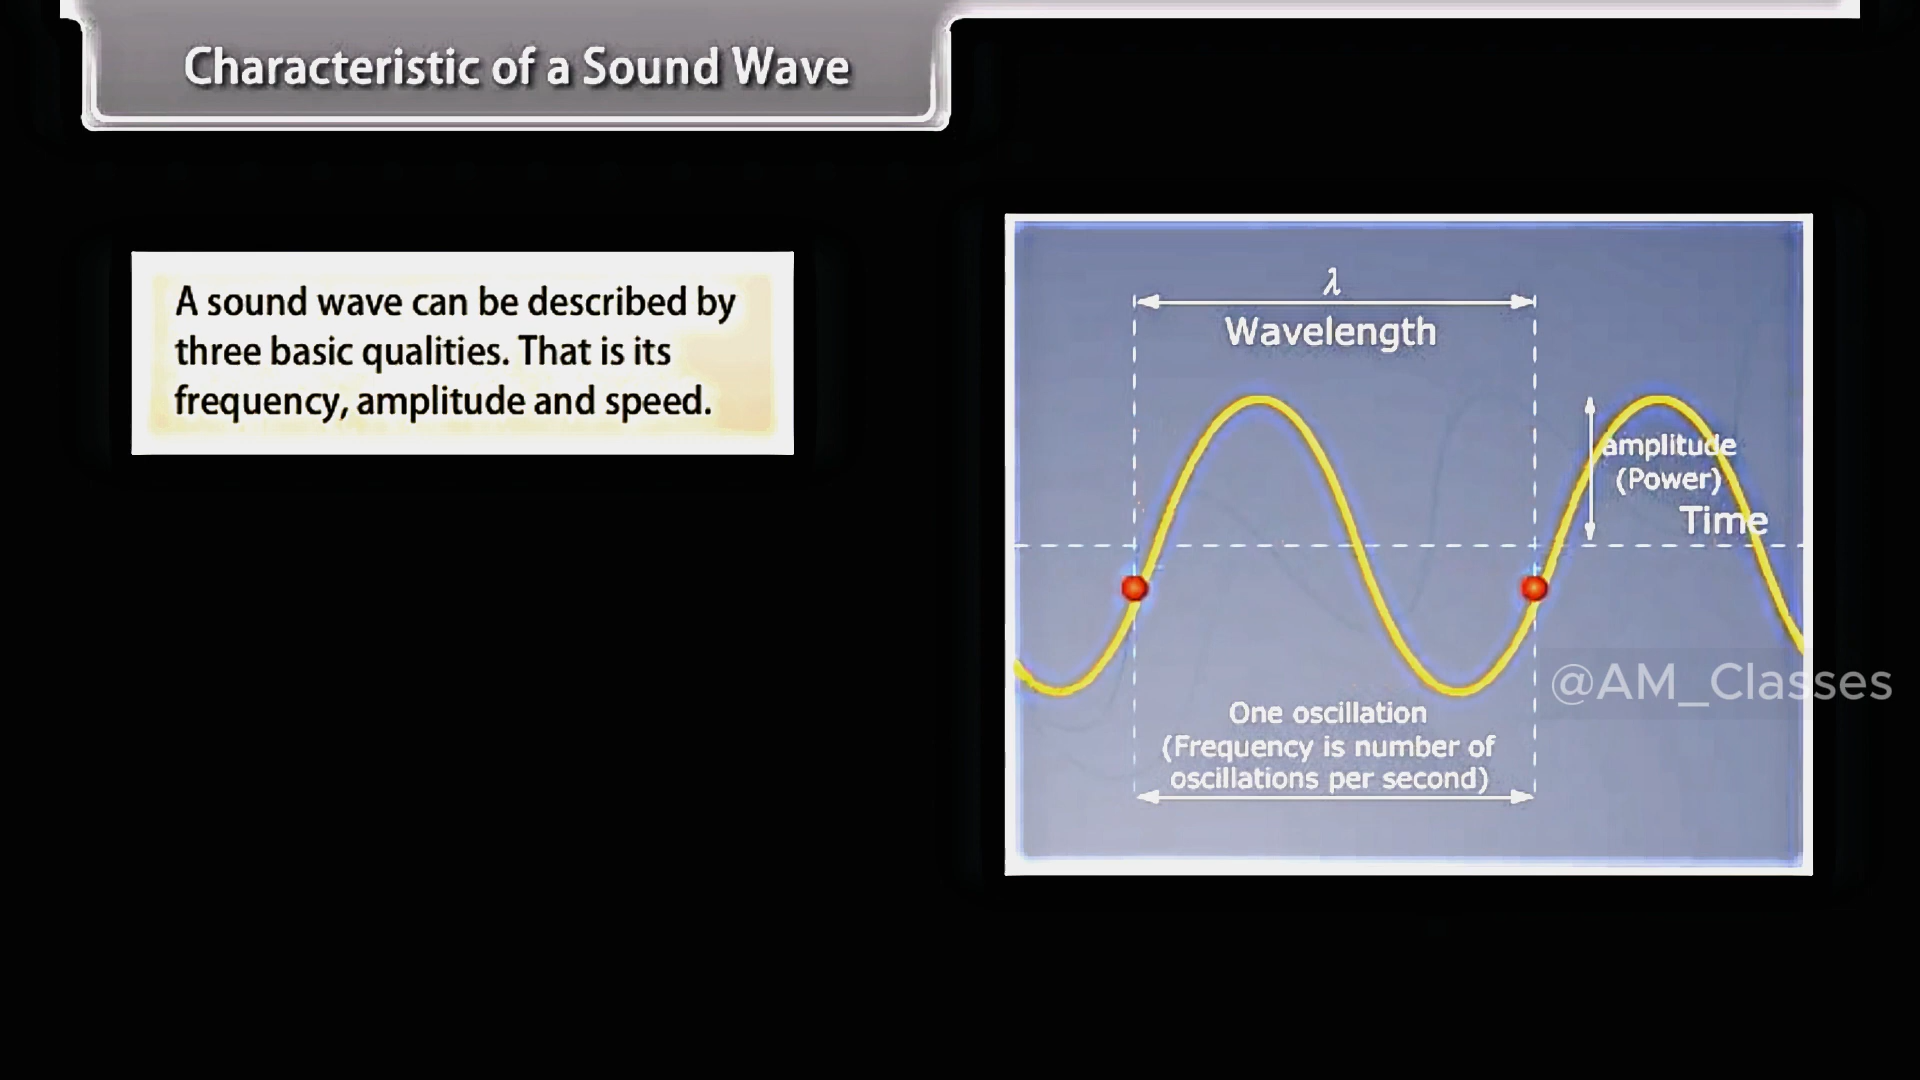 Characteristic of a Sound Wave
A sound wave can be described by
three basic qualities. That is its
frequency, amplitude and speed.
λ
Wavelength
amplitude
(Power)
Time
@AM_Classes
One oscillation
(Frequency is number of
oscillations per second)